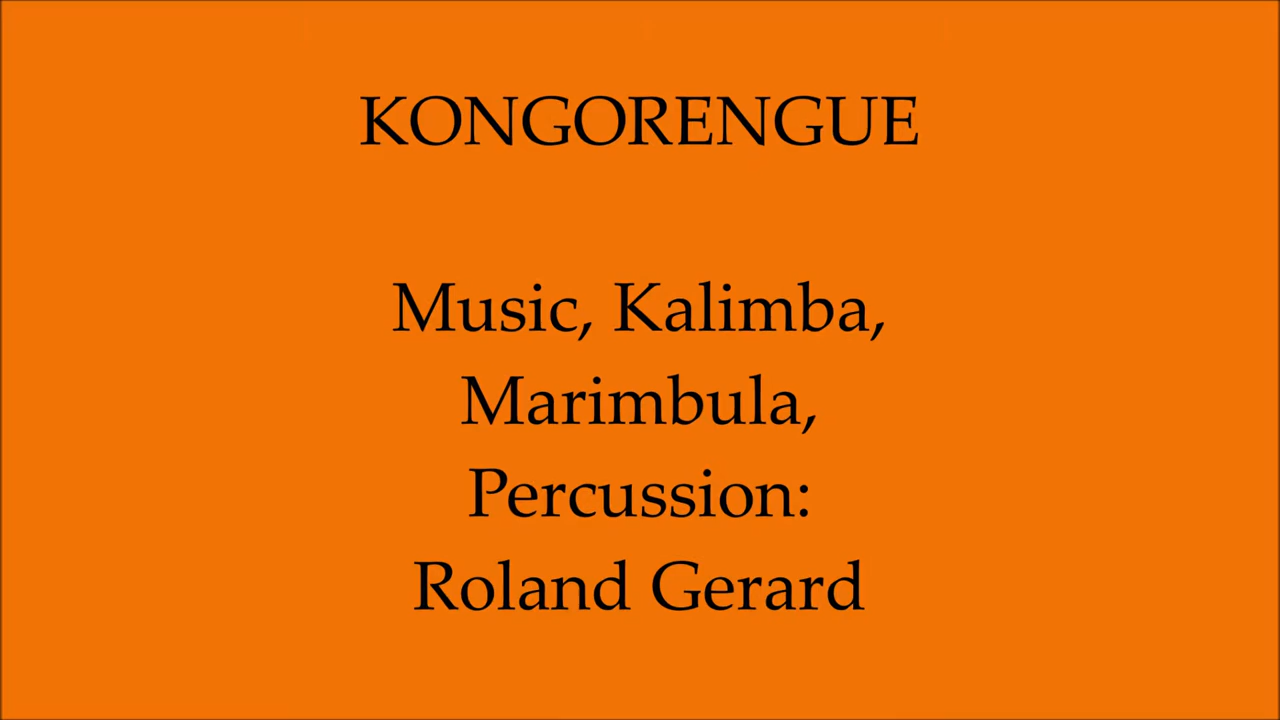 KONGORENGUE
Music, Kalimba,
Marimbula,
Percussion:
Roland Gerard